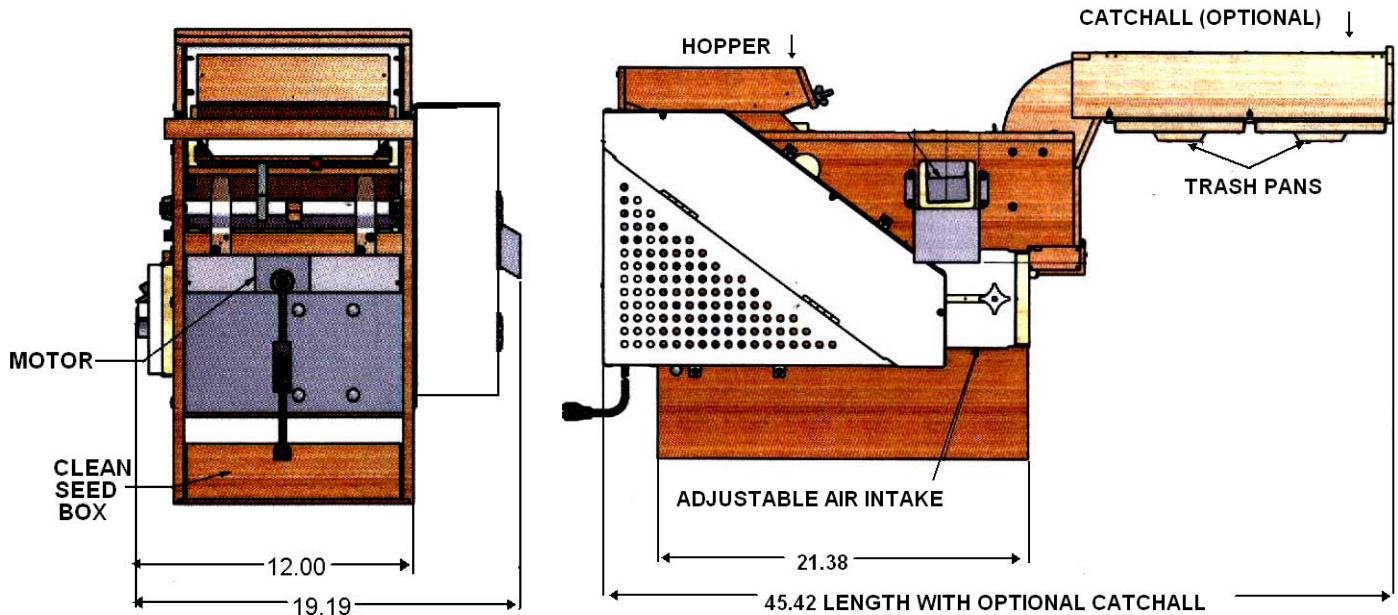 CATCHALL (OPTIONAL)
HOPPER
TRASH PANS
MOTOR
CLEAN
SEED
BOX
ADJUSTABLE AIR INTAKE
12.00
21.38
19.19
45.42 LENGTH WITH OPTIONAL CATCHALL